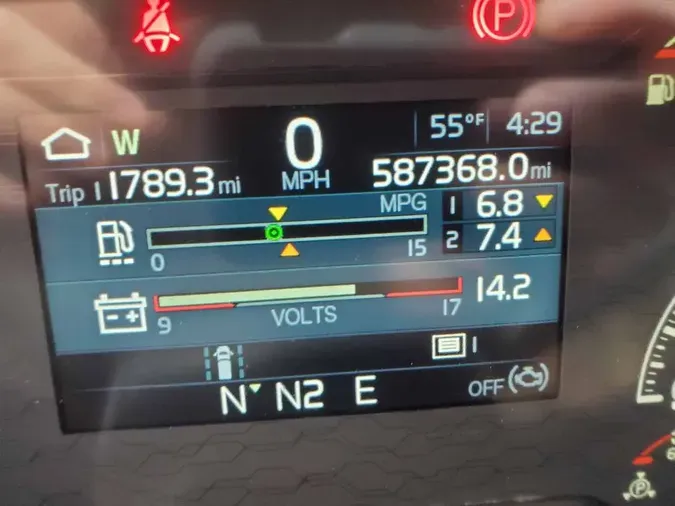 P
W 0 55°F 4:29
Trip 1 1789.3 mi MPH 587368.0 mi
MPG 1 6.8
0 15 2 7.4
9 VOLTS 17 14.2
1
N N2 E OFF
P